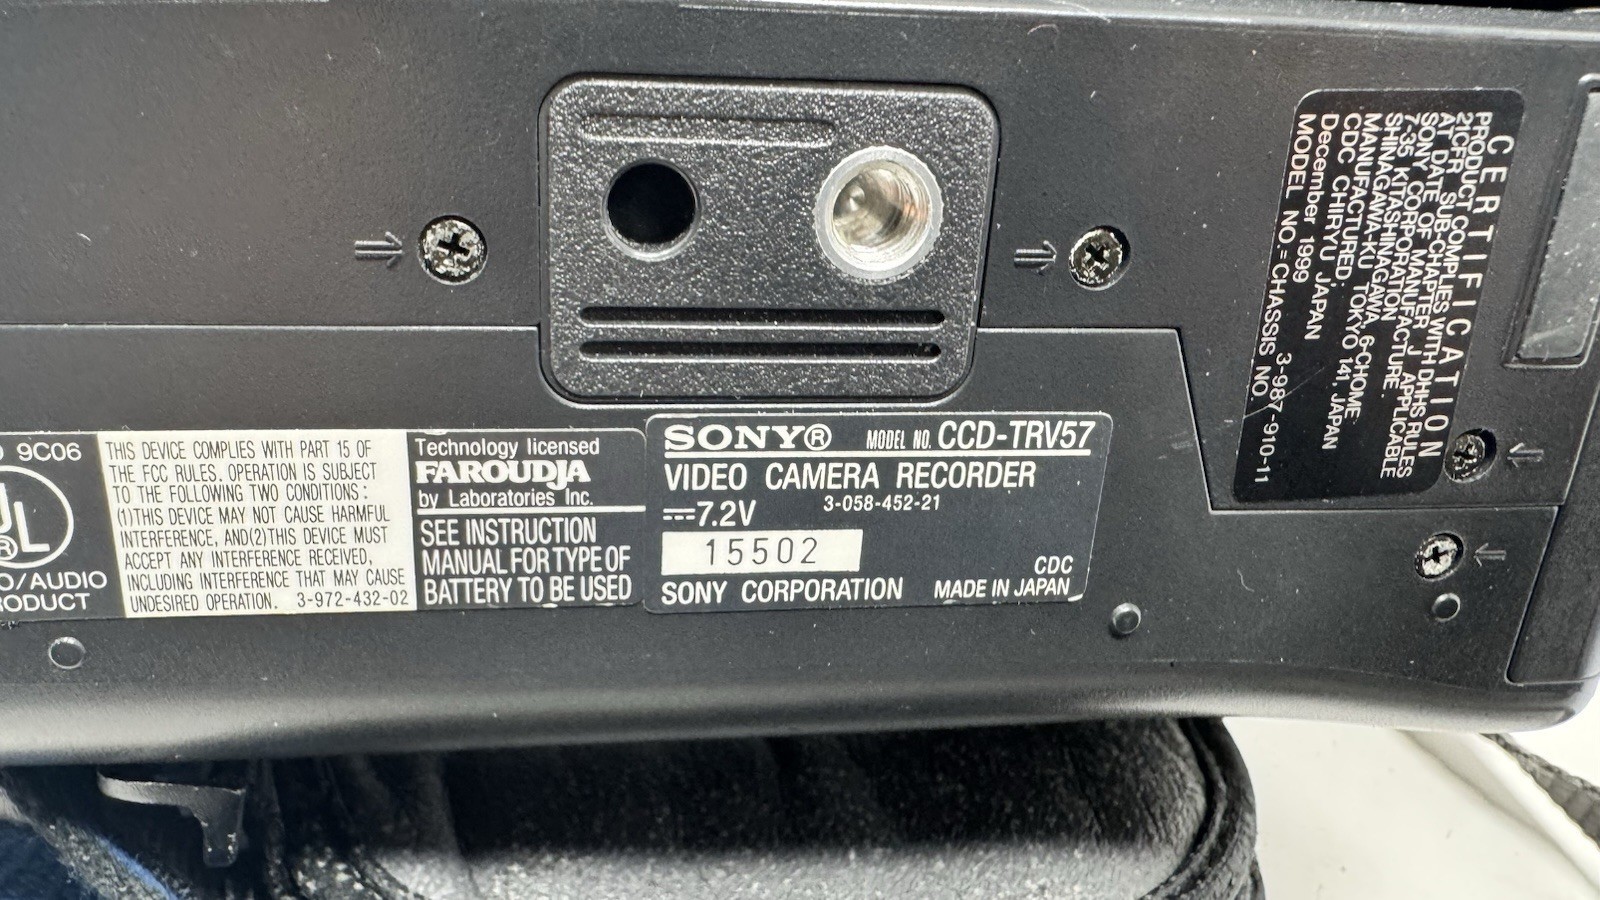 9C06
UL
®
O/AUDIO
RODUCT
THIS DEVICE COMPLIES WITH PART 15 OF
THE FCC RULES. OPERATION IS SUBJECT
TO THE FOLLOWING TWO CONDITIONS:
(1)THIS DEVICE MAY NOT CAUSE HARMFUL
INTERFERENCE, AND(2)THIS DEVICE MUST
ACCEPT ANY INTERFERENCE RECEIVED,
INCLUDING INTERFERENCE THAT MAY CAUSE
UNDESIRED OPERATION. 3-972-432-02
Technology licensed
FAROUDJA
by Laboratories Inc.
SEE INSTRUCTION
MANUAL FOR TYPE OF
BATTERY TO BE USED
SONY® MODEL NO. CCD-TRV57
VIDEO CAMERA RECORDER
7.2V 3-058-452-21
15502
CDC
SONY CORPORATION MADE IN JAPAN
CERTIFICATION
PRODUCT COMPLIES WITH DHHS RULES
21CFR SUBCHAPTER J APPLICABLE
AT DATE OF MANUFACTURE.
SONY CORPORATION
7-35 KITASHINAGAWA, 6-CHOME
SHINAGAWA-KU TOKYO 141, JAPAN
MANUFACTURED:
CDC CHIRYU JAPAN
December 1999
MODEL NO.=CHASSIS NO. 3-987-910-11